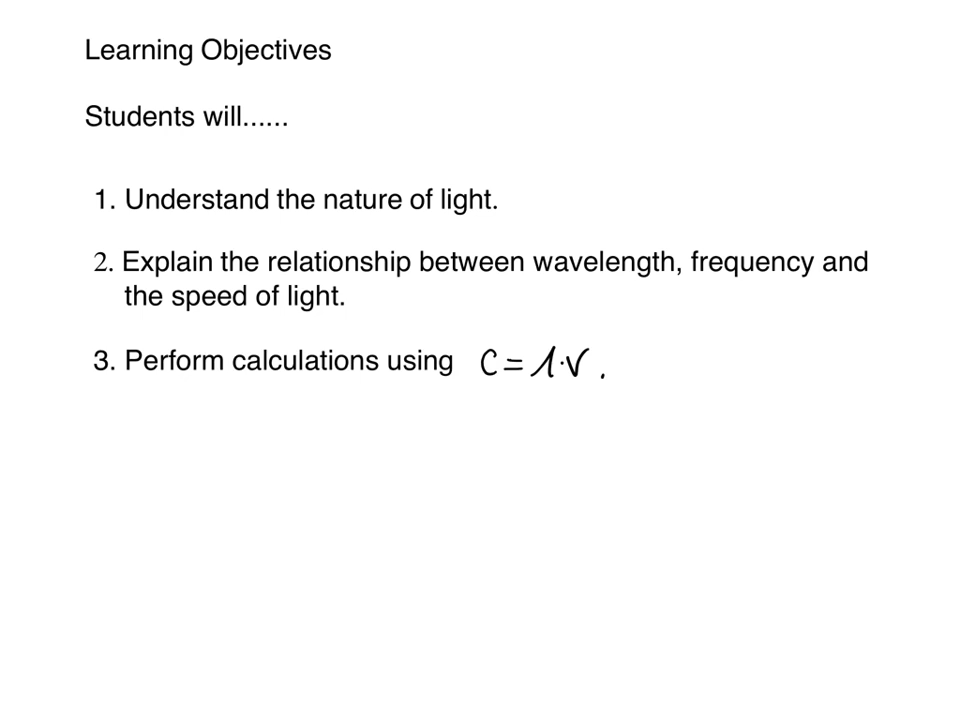 Learning Objectives
Students will......
1. Understand the nature of light.
2. Explain the relationship between wavelength, frequency and
the speed of light.
3. Perform calculations using C = λ·ν.